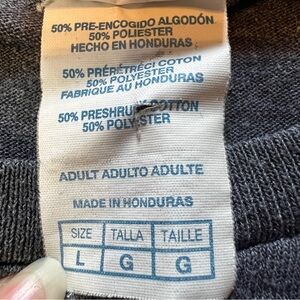 50% PRE-ENCOGIDO ALGODÓN
50% POLIESTER
HECHO EN HONDURAS
50% PRÉRÉTRÉCI COTON
50% POLYESTER
FABRIQUE AU HONDURAS
50% PRESHRUNK COTTON
50% POLYESTER
ADULT ADULTO ADULTE
MADE IN HONDURAS
SIZE TALLA TAILLE
L G G